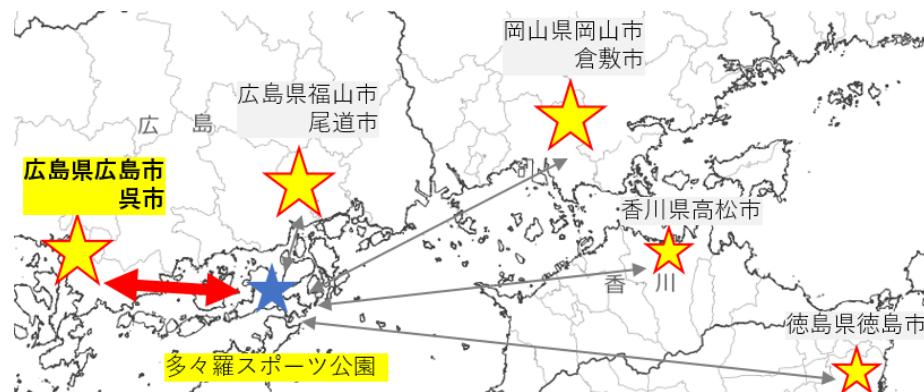 岡山県岡山市
倉敷市
広島県福山市
尾道市
広 島
広島県広島市
呉市
香川県高松市
香 川
徳島県徳島市
多々羅スポーツ公園